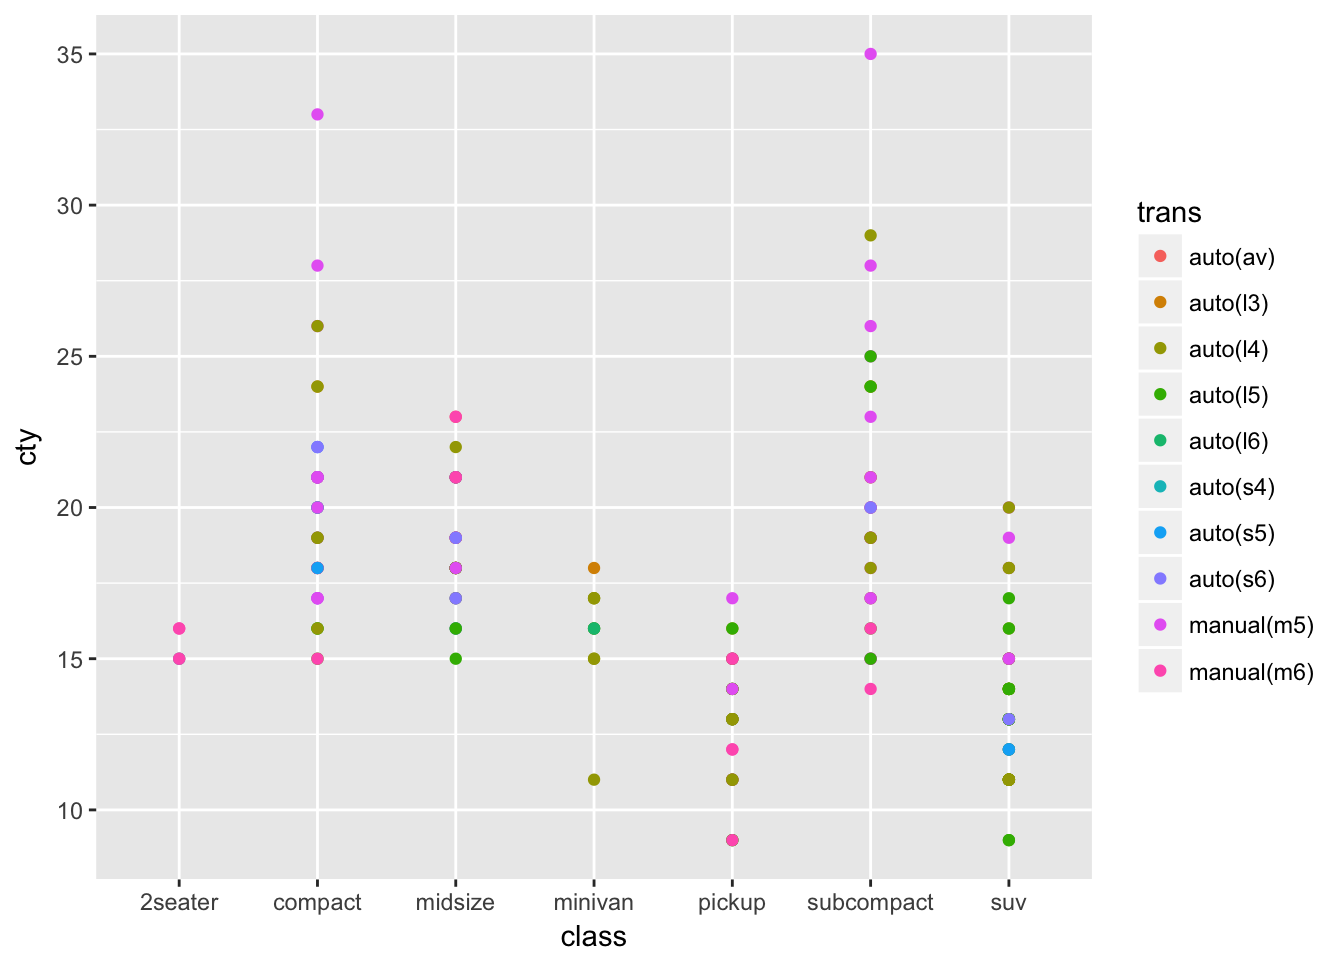 35
30
25
20
15
10
cty
2seater compact midsize minivan pickup subcompact suv
class
trans
auto(av)
auto(l3)
auto(l4)
auto(l5)
auto(l6)
auto(s4)
auto(s5)
auto(s6)
manual(m5)
manual(m6)